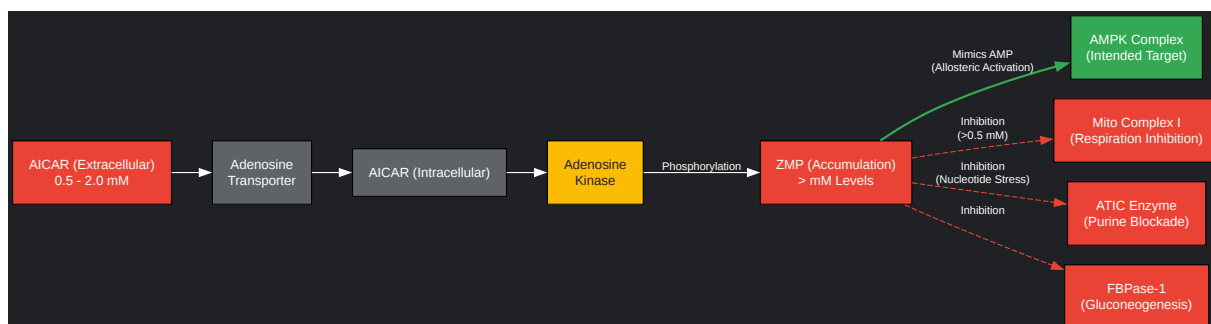 AICAR (Extracellular)
0.5 - 2.0 mM
Adenosine
Transporter
AICAR (Intracellular)
Adenosine
Kinase
Phosphorylation
ZMP (Accumulation)
> mM Levels
Mimics AMP
(Allosteric Activation)
AMPK Complex
(Intended Target)
Inhibition
(>0.5 mM)
Mito Complex I
(Respiration Inhibition)
Inhibition
(Nucleotide Stress)
ATIC Enzyme
(Purine Blockade)
Inhibition
FBPase-1
(Gluconeogenesis)